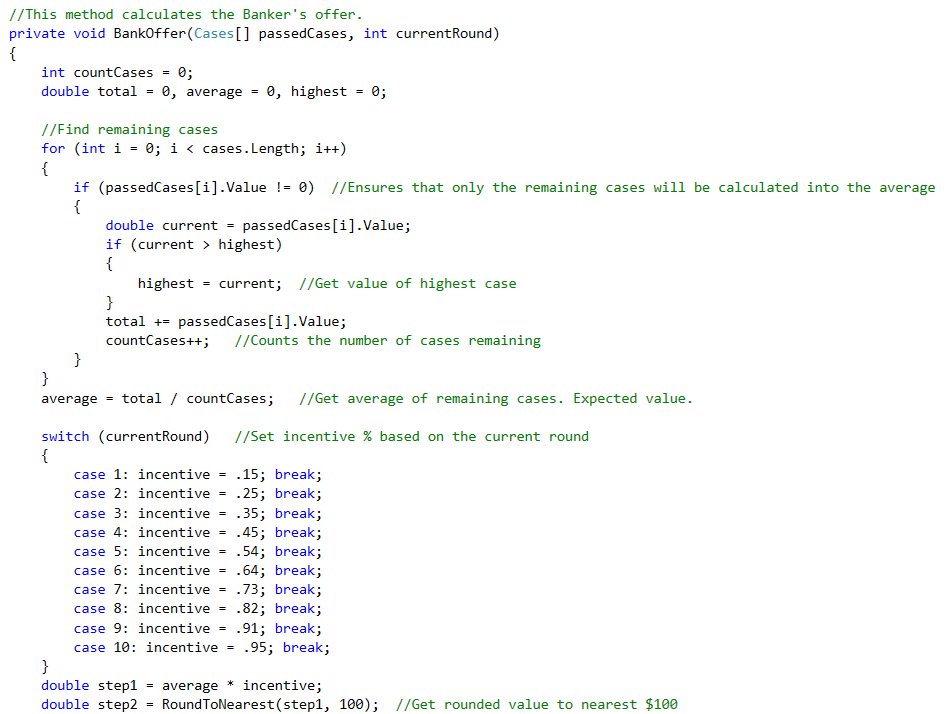 //This method calculates the Banker's offer.
private void BankOffer(Cases[] passedCases, int currentRound)
{
    int countCases = 0;
    double total = 0, average = 0, highest = 0;

    //Find remaining cases
    for (int i = 0; i < cases.Length; i++)
    {
        if (passedCases[i].Value != 0)  //Ensures that only the remaining cases will be calculated into the average
        {
            double current = passedCases[i].Value;
            if (current > highest)
            {
                highest = current;  //Get value of highest case
            }
            total += passedCases[i].Value;
            countCases++;   //Counts the number of cases remaining
        }
    }
    average = total / countCases;   //Get average of remaining cases. Expected value.

    switch (currentRound)   //Set incentive % based on the current round
    {
        case 1: incentive = .15; break;
        case 2: incentive = .25; break;
        case 3: incentive = .35; break;
        case 4: incentive = .45; break;
        case 5: incentive = .54; break;
        case 6: incentive = .64; break;
        case 7: incentive = .73; break;
        case 8: incentive = .82; break;
        case 9: incentive = .91; break;
        case 10: incentive = .95; break;
    }
    double step1 = average * incentive;
    double step2 = RoundToNearest(step1, 100);  //Get rounded value to nearest $100